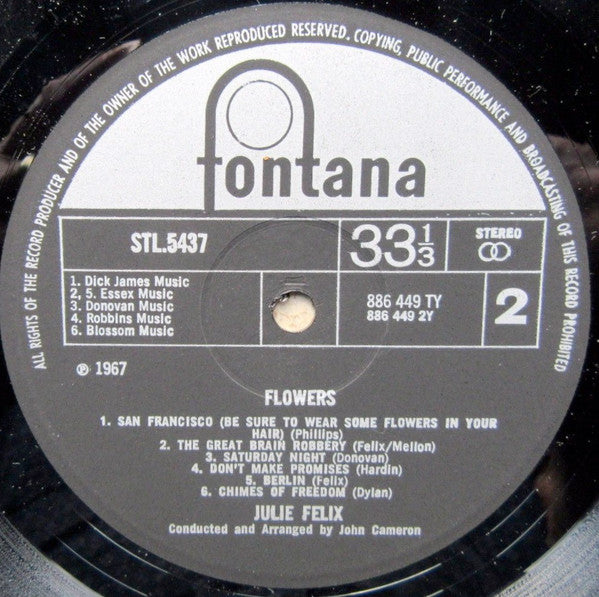 ALL RIGHTS OF THE RECORD PRODUCER AND OF THE OWNER OF THE WORK REPRODUCED RESERVED. COPYING, PUBLIC PERFORMANCE AND BROADCASTING OF THIS RECORD PROHIBITED
fontana
STL.5437
33⅓
STEREO
1. Dick James Music
2, 5. Essex Music
3. Donovan Music
4. Robbins Music
6. Blossom Music
886 449 TY
886 449 2Y
2
℗ 1967
FLOWERS
1. SAN FRANCISCO (BE SURE TO WEAR SOME FLOWERS IN YOUR
HAIR) (Phillips)
2. THE GREAT BRAIN ROBBERY (Felix/Mellon)
3. SATURDAY NIGHT (Donovan)
4. DON'T MAKE PROMISES (Hardin)
5. BERLIN (Felix)
6. CHIMES OF FREEDOM (Dylan)
JULIE FELIX
Conducted and Arranged by John Cameron